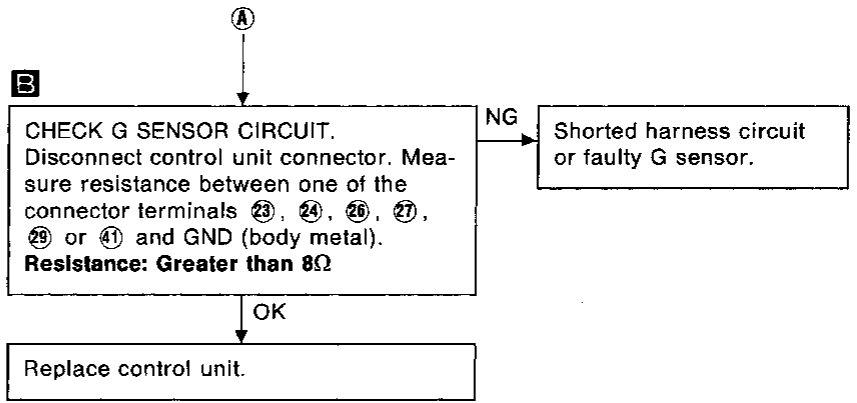 Ⓐ
B
CHECK G SENSOR CIRCUIT.
Disconnect control unit connector. Mea-
sure resistance between one of the
connector terminals ㉓, ㉔, ㉖, ㉗,
㉙ or ㊶ and GND (body metal).
Resistance: Greater than 8Ω
NG
Shorted harness circuit
or faulty G sensor.
OK
Replace control unit.